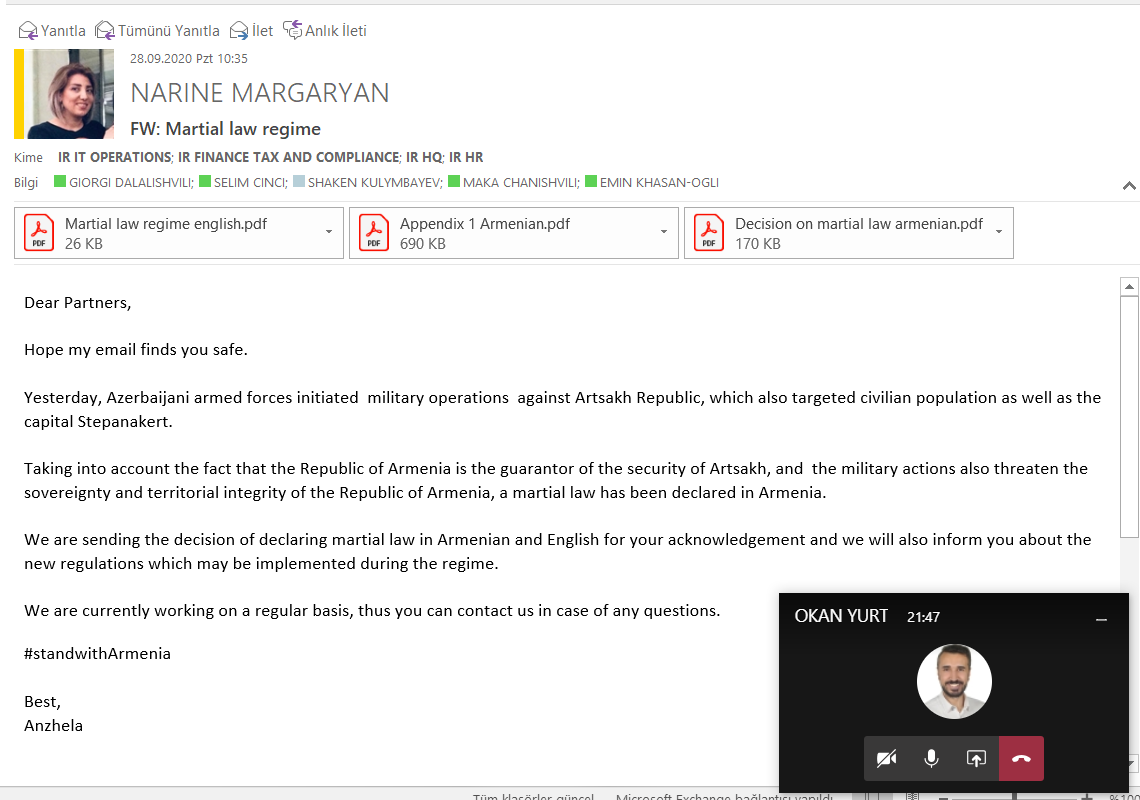 Yanıtla Tümünü Yanıtla İlet Anlık İleti
28.09.2020 Pzt 10:35
NARINE MARGARYAN
FW: Martial law regime
Kime IR IT OPERATIONS; IR FINANCE TAX AND COMPLIANCE; IR HQ; IR HR
Bilgi GIORGI DALALISHVILI; SELIM CINCI; SHAKEN KULYMBAYEV; MAKA CHANISHVILI; EMIN KHASAN-OGLI
PDF Martial law regime english.pdf
26 KB
PDF Appendix 1 Armenian.pdf
690 KB
PDF Decision on martial law armenian.pdf
170 KB
Dear Partners,
Hope my email finds you safe.
Yesterday, Azerbaijani armed forces initiated  military operations  against Artsakh Republic, which also targeted civilian population as well as the
capital Stepanakert.
Taking into account the fact that the Republic of Armenia is the guarantor of the security of Artsakh, and  the military actions also threaten the
sovereignty and territorial integrity of the Republic of Armenia, a martial law has been declared in Armenia.
We are sending the decision of declaring martial law in Armenian and English for your acknowledgement and we will also inform you about the
new regulations which may be implemented during the regime.
We are currently working on a regular basis, thus you can contact us in case of any questions.
#standwithArmenia
Best,
Anzhela
OKAN YURT 21:47
Tüm klasörler güncel. Microsoft Exchange bağlantısı yapıldı %100